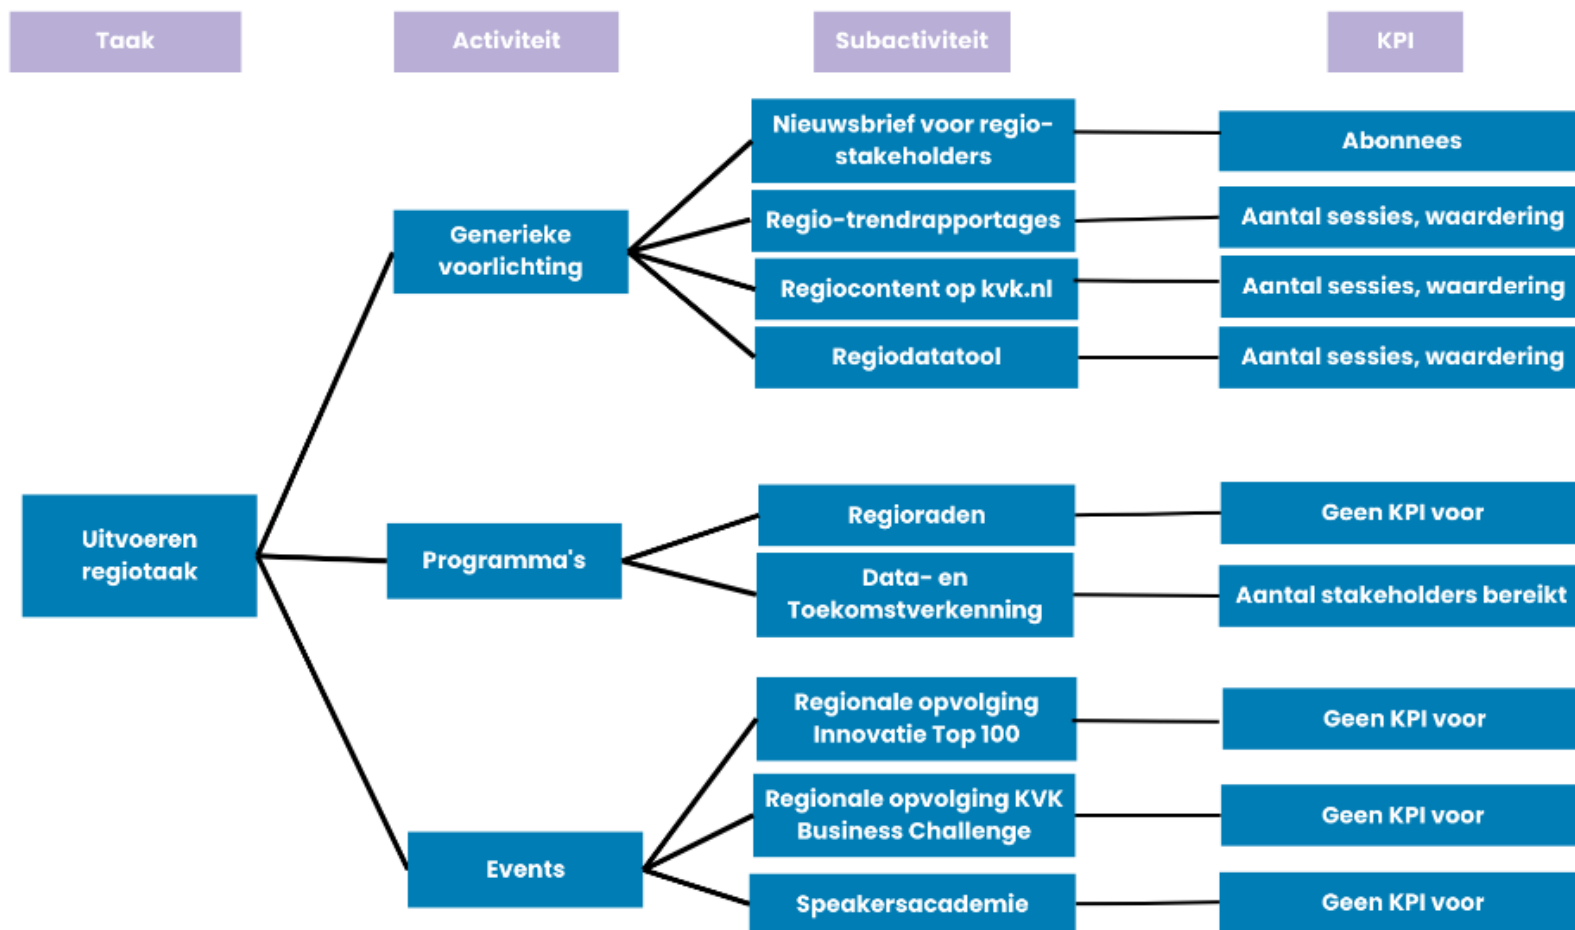 Taak
Activiteit
Subactiviteit
KPI
Nieuwsbrief voor regio-
stakeholders
Abonnees
Generieke
voorlichting
Regio-trendrapportages
Aantal sessies, waardering
Regiocontent op kvk.nl
Aantal sessies, waardering
Regiodatatool
Aantal sessies, waardering
Uitvoeren
regiotaak
Programma's
Regioraden
Geen KPI voor
Data- en
Toekomstverkenning
Aantal stakeholders bereikt
Events
Regionale opvolging
Innovatie Top 100
Geen KPI voor
Regionale opvolging KVK
Business Challenge
Geen KPI voor
Speakersacademie
Geen KPI voor